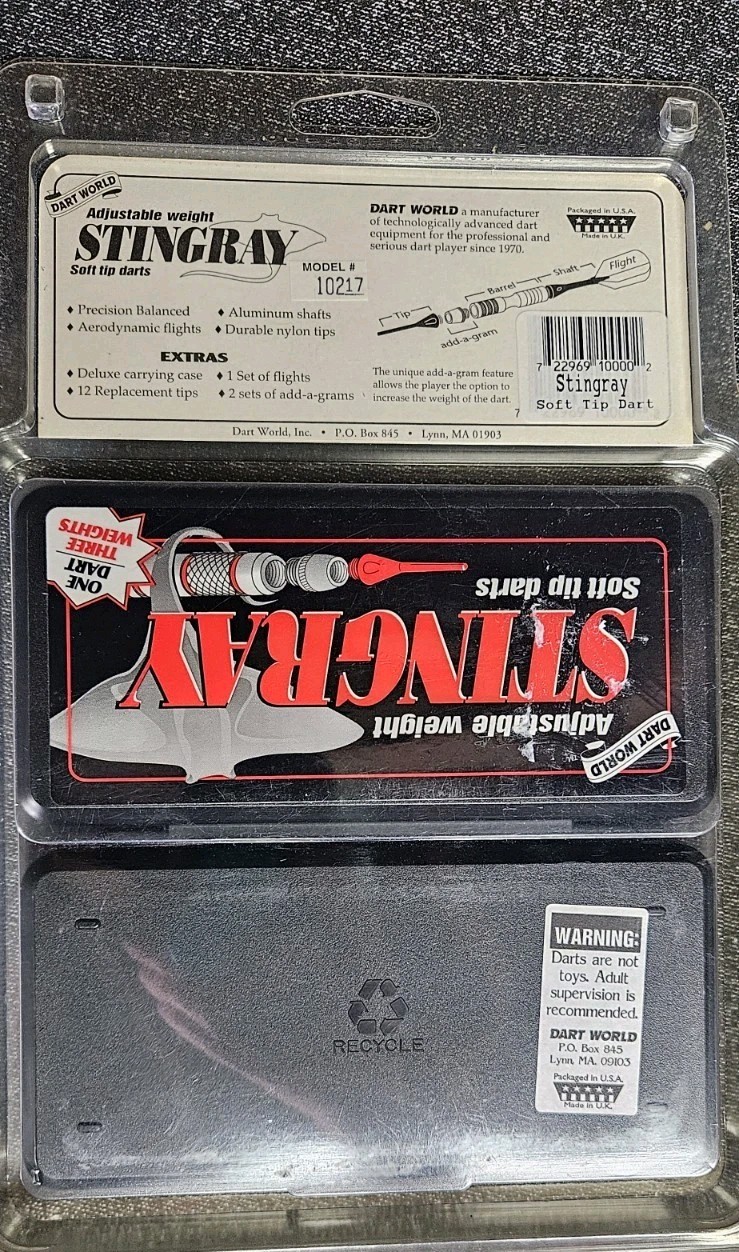 DART WORLD
Adjustable weight
STINGRAY
Soft tip darts
MODEL #
10217
♦ Precision Balanced ♦ Aluminum shafts
♦ Aerodynamic flights ♦ Durable nylon tips
EXTRAS
♦ Deluxe carrying case ♦ 1 Set of flights
♦ 12 Replacement tips ♦ 2 sets of add-a-grams
DART WORLD a manufacturer
of technologically advanced dart
equipment for the professional and
serious dart player since 1970.
Packaged in U.S.A.
Made in U.K.
Tip
add-a-gram
Barrel
Shaft
Flight
The unique add-a-gram feature
allows the player the option to
increase the weight of the dart.
7 22969 10000 2
Stingray
Soft Tip Dart
7
Dart World, Inc. • P.O. Box 845 • Lynn, MA 01903
DART WORLD
Adjustable weight
STINGRAY
Soft tip darts
ONE
DART
THREE
WEIGHTS
RECYCLE
WARNING:
Darts are not
toys. Adult
supervision is
recommended.
DART WORLD
P.O. Box 845
Lynn, MA. 09103
Packaged in U.S.A.
Made in U.K.